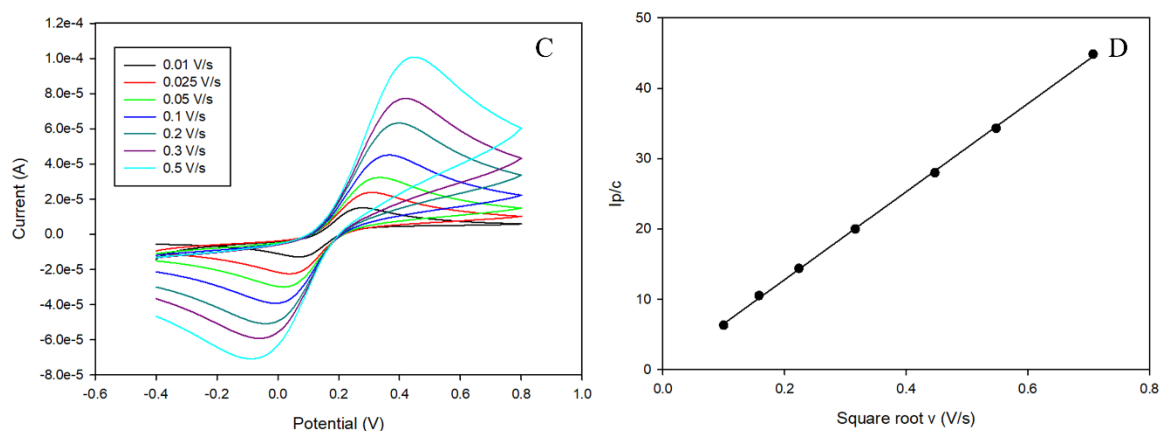 C
1.2e-4
1.0e-4
8.0e-5
6.0e-5
4.0e-5
2.0e-5
0.0
-2.0e-5
-4.0e-5
-6.0e-5
-8.0e-5
Current (A)
0.01 V/s
0.025 V/s
0.05 V/s
0.1 V/s
0.2 V/s
0.3 V/s
0.5 V/s
-0.6 -0.4 -0.2 0.0 0.2 0.4 0.6 0.8 1.0
Potential (V)
D
50
40
30
20
10
0
Ip/c
0.0 0.2 0.4 0.6 0.8
Square root v (V/s)